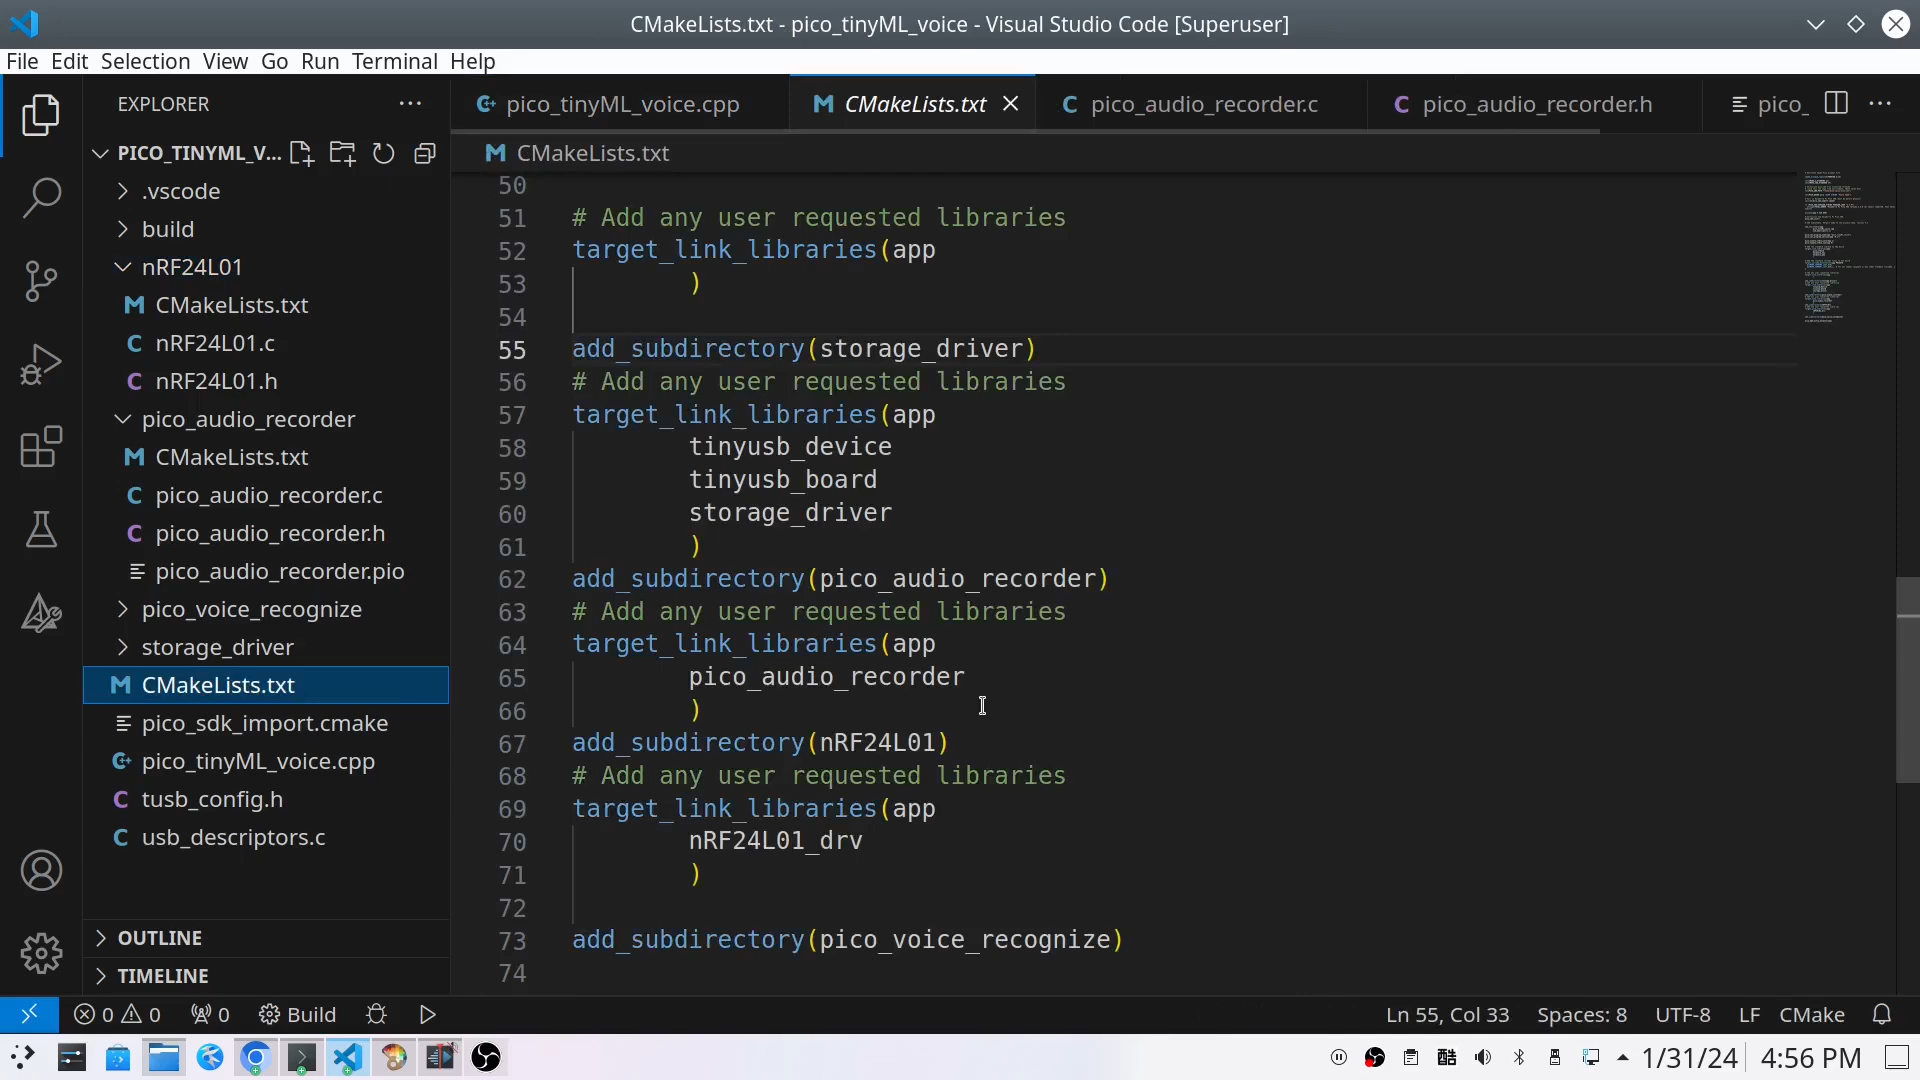 CMakeLists.txt - pico_tinyML_voice - Visual Studio Code [Superuser]
File Edit Selection View Go Run Terminal Help
EXPLORER
PICO_TINYML_V...
.vscode
build
nRF24L01
CMakeLists.txt
nRF24L01.c
nRF24L01.h
pico_audio_recorder
CMakeLists.txt
pico_audio_recorder.c
pico_audio_recorder.h
pico_audio_recorder.pio
pico_voice_recognize
storage_driver
CMakeLists.txt
pico_sdk_import.cmake
pico_tinyML_voice.cpp
tusb_config.h
usb_descriptors.c
OUTLINE
TIMELINE
pico_tinyML_voice.cpp
CMakeLists.txt
pico_audio_recorder.c
pico_audio_recorder.h
pico_
CMakeLists.txt
50
51 # Add any user requested libraries
52 target_link_libraries(app
53 )
54
55 add_subdirectory(storage_driver)
56 # Add any user requested libraries
57 target_link_libraries(app
58 tinyusb_device
59 tinyusb_board
60 storage_driver
61 )
62 add_subdirectory(pico_audio_recorder)
63 # Add any user requested libraries
64 target_link_libraries(app
65 pico_audio_recorder
66 )
67 add_subdirectory(nRF24L01)
68 # Add any user requested libraries
69 target_link_libraries(app
70 nRF24L01_drv
71 )
72
73 add_subdirectory(pico_voice_recognize)
74
0 0 0 Build Ln 55, Col 33 Spaces: 8 UTF-8 LF CMake
酷 1/31/24 4:56 PM